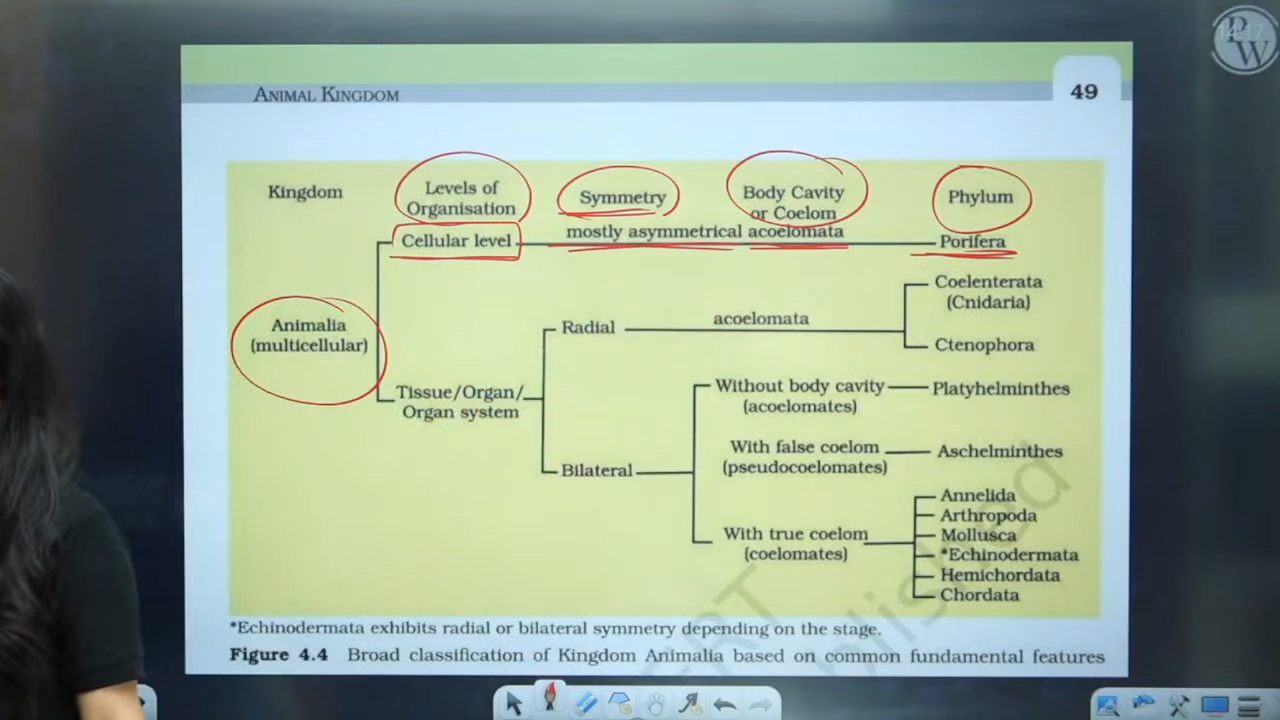 PW
14:17
ANIMAL KINGDOM
49
Kingdom
Levels of
Organisation
Symmetry
Body Cavity
or Coelom
Phylum
Cellular level
mostly asymmetrical acoelomata
Porifera
Animalia
(multicellular)
Tissue/Organ/
Organ system
Radial
acoelomata
Coelenterata
(Cnidaria)
Ctenophora
Bilateral
Without body cavity
(acoelomates)
Platyhelminthes
With false coelom
(pseudocoelomates)
Aschelminthes
With true coelom
(coelomates)
Annelida
Arthropoda
Mollusca
*Echinodermata
Hemichordata
Chordata
*Echinodermata exhibits radial or bilateral symmetry depending on the stage.
Figure 4.4 Broad classification of Kingdom Animalia based on common fundamental features